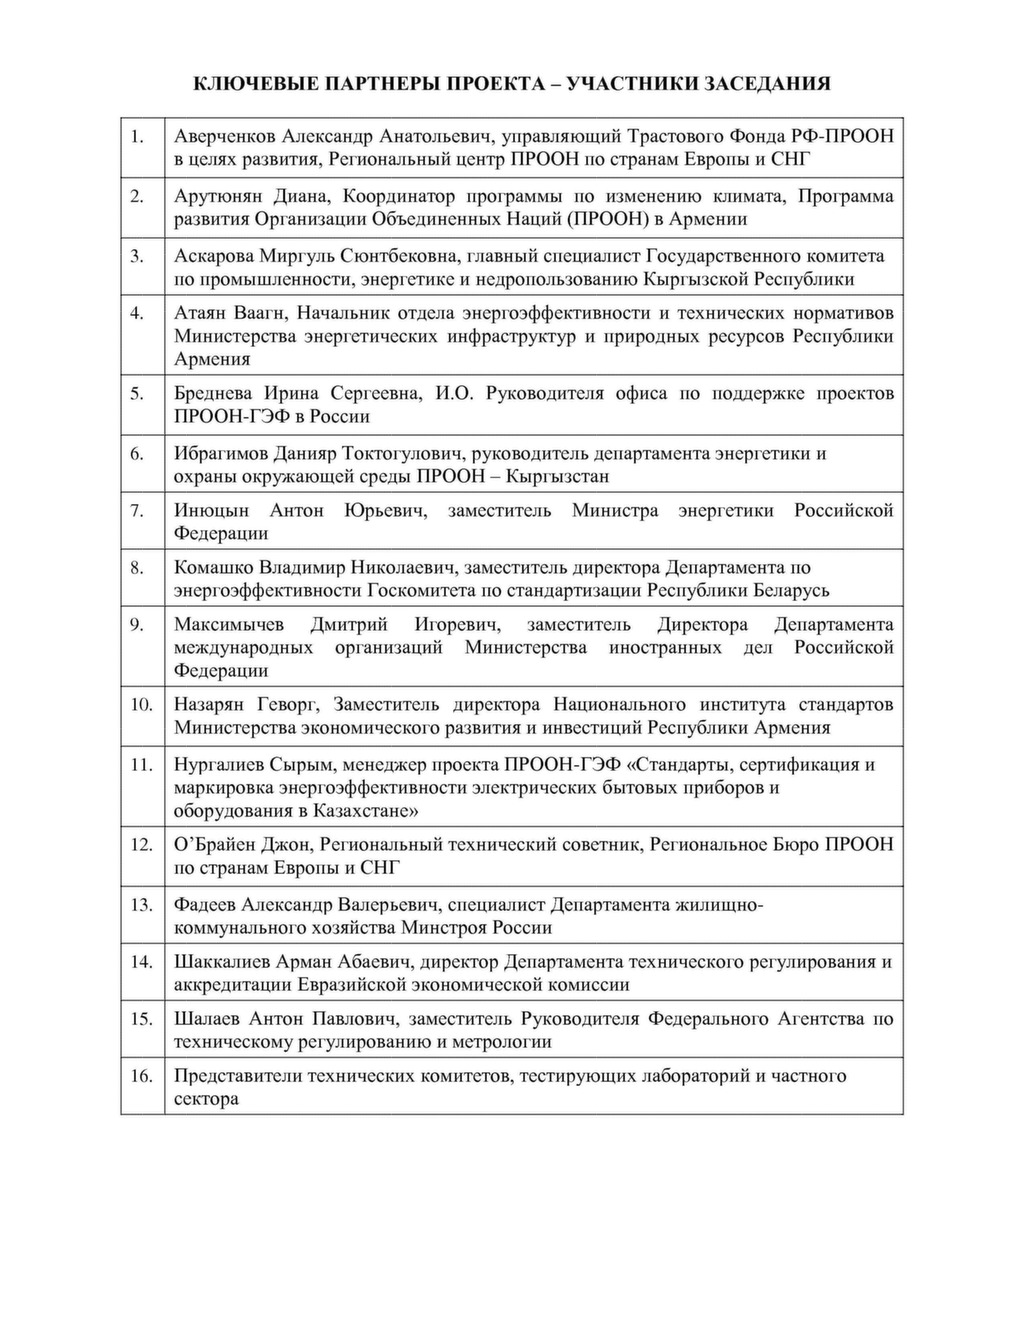 КЛЮЧЕВЫЕ ПАРТНЕРЫ ПРОЕКТА – УЧАСТНИКИ ЗАСЕДАНИЯ
1. Аверченков Александр Анатольевич, управляющий Трастового Фонда РФ-ПРООН
в целях развития, Региональный центр ПРООН по странам Европы и СНГ
2. Арутюнян Диана, Координатор программы по изменению климата, Программа
развития Организации Объединенных Наций (ПРООН) в Армении
3. Аскарова Миргуль Сюнтбековна, главный специалист Государственного комитета
по промышленности, энергетике и недропользованию Кыргызской Республики
4. Атаян Ваагн, Начальник отдела энергоэффективности и технических нормативов
Министерства энергетических инфраструктур и природных ресурсов Республики
Армения
5. Бреднева Ирина Сергеевна, И.О. Руководителя офиса по поддержке проектов
ПРООН-ГЭФ в России
6. Ибрагимов Данияр Токтогулович, руководитель департамента энергетики и
охраны окружающей среды ПРООН – Кыргызстан
7. Инюцын Антон Юрьевич, заместитель Министра энергетики Российской
Федерации
8. Комашко Владимир Николаевич, заместитель директора Департамента по
энергоэффективности Госкомитета по стандартизации Республики Беларусь
9. Максимычев Дмитрий Игоревич, заместитель Директора Департамента
международных организаций Министерства иностранных дел Российской
Федерации
10. Назарян Геворг, Заместитель директора Национального института стандартов
Министерства экономического развития и инвестиций Республики Армения
11. Нургалиев Сырым, менеджер проекта ПРООН-ГЭФ «Стандарты, сертификация и
маркировка энергоэффективности электрических бытовых приборов и
оборудования в Казахстане»
12. О’Брайен Джон, Региональный технический советник, Региональное Бюро ПРООН
по странам Европы и СНГ
13. Фадеев Александр Валерьевич, специалист Департамента жилищно-
коммунального хозяйства Минстроя России
14. Шаккалиев Арман Абаевич, директор Департамента технического регулирования и
аккредитации Евразийской экономической комиссии
15. Шалаев Антон Павлович, заместитель Руководителя Федерального Агентства по
техническому регулированию и метрологии
16. Представители технических комитетов, тестирующих лабораторий и частного
сектора